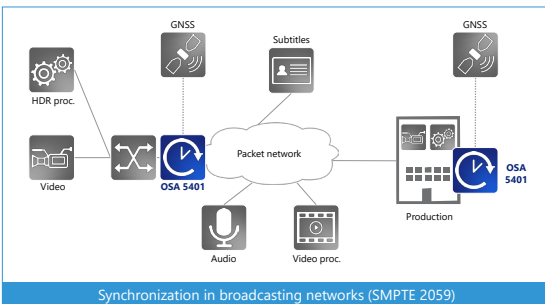 GNSS
GNSS
Subtitles
HDR proc.
Packet network
Video
OSA 5401
OSA
5401
Production
Audio
Video proc.
Synchronization in broadcasting networks (SMPTE 2059)